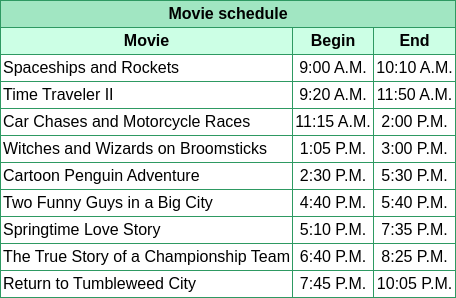 Movie schedule
Movie Begin End
Spaceships and Rockets 9:00 A.M. 10:10 A.M.
Time Traveler II 9:20 A.M. 11:50 A.M.
Car Chases and Motorcycle Races 11:15 A.M. 2:00 P.M.
Witches and Wizards on Broomsticks 1:05 P.M. 3:00 P.M.
Cartoon Penguin Adventure 2:30 P.M. 5:30 P.M.
Two Funny Guys in a Big City 4:40 P.M. 5:40 P.M.
Springtime Love Story 5:10 P.M. 7:35 P.M.
The True Story of a Championship Team 6:40 P.M. 8:25 P.M.
Return to Tumbleweed City 7:45 P.M. 10:05 P.M.